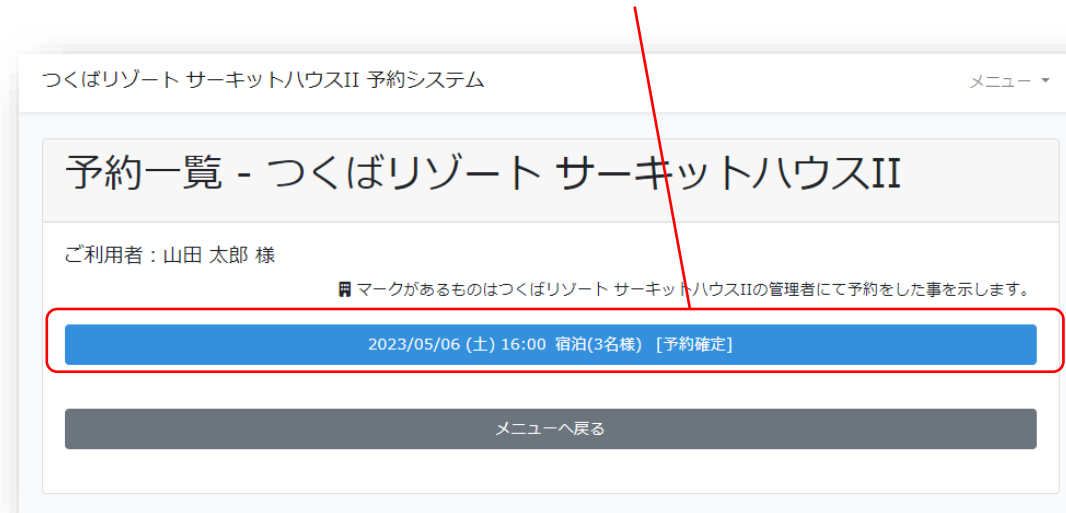 つくばリゾート サーキットハウスII 予約システム
メニュー
予約一覧 - つくばリゾート サーキットハウスII
ご利用者：山田 太郎 様
マークがあるものはつくばリゾート サーキットハウスIIの管理者にて予約をした事を示します。
2023/05/06 (土) 16:00 宿泊(3名様) [予約確定]
メニューへ戻る